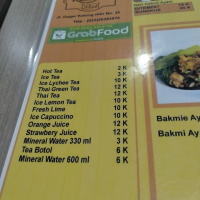 GrabFood
Hot Tea 2 K
Ice Tea 3 K
Ice Lychee Tea 10 K
Thai Green Tea 12 K
Thai Tea 12 K
Ice Lemon Tea 10 K
Fresh Lime 10 K
Ice Capuccino 10 K
Orange Juice 12 K
Strawbery Juice 12 K
Mineral Water 330 ml 3 K
Tea Botol 6 K
Mineral Water 600 ml 6 K
Bakmie Ay
Bakmi Ay